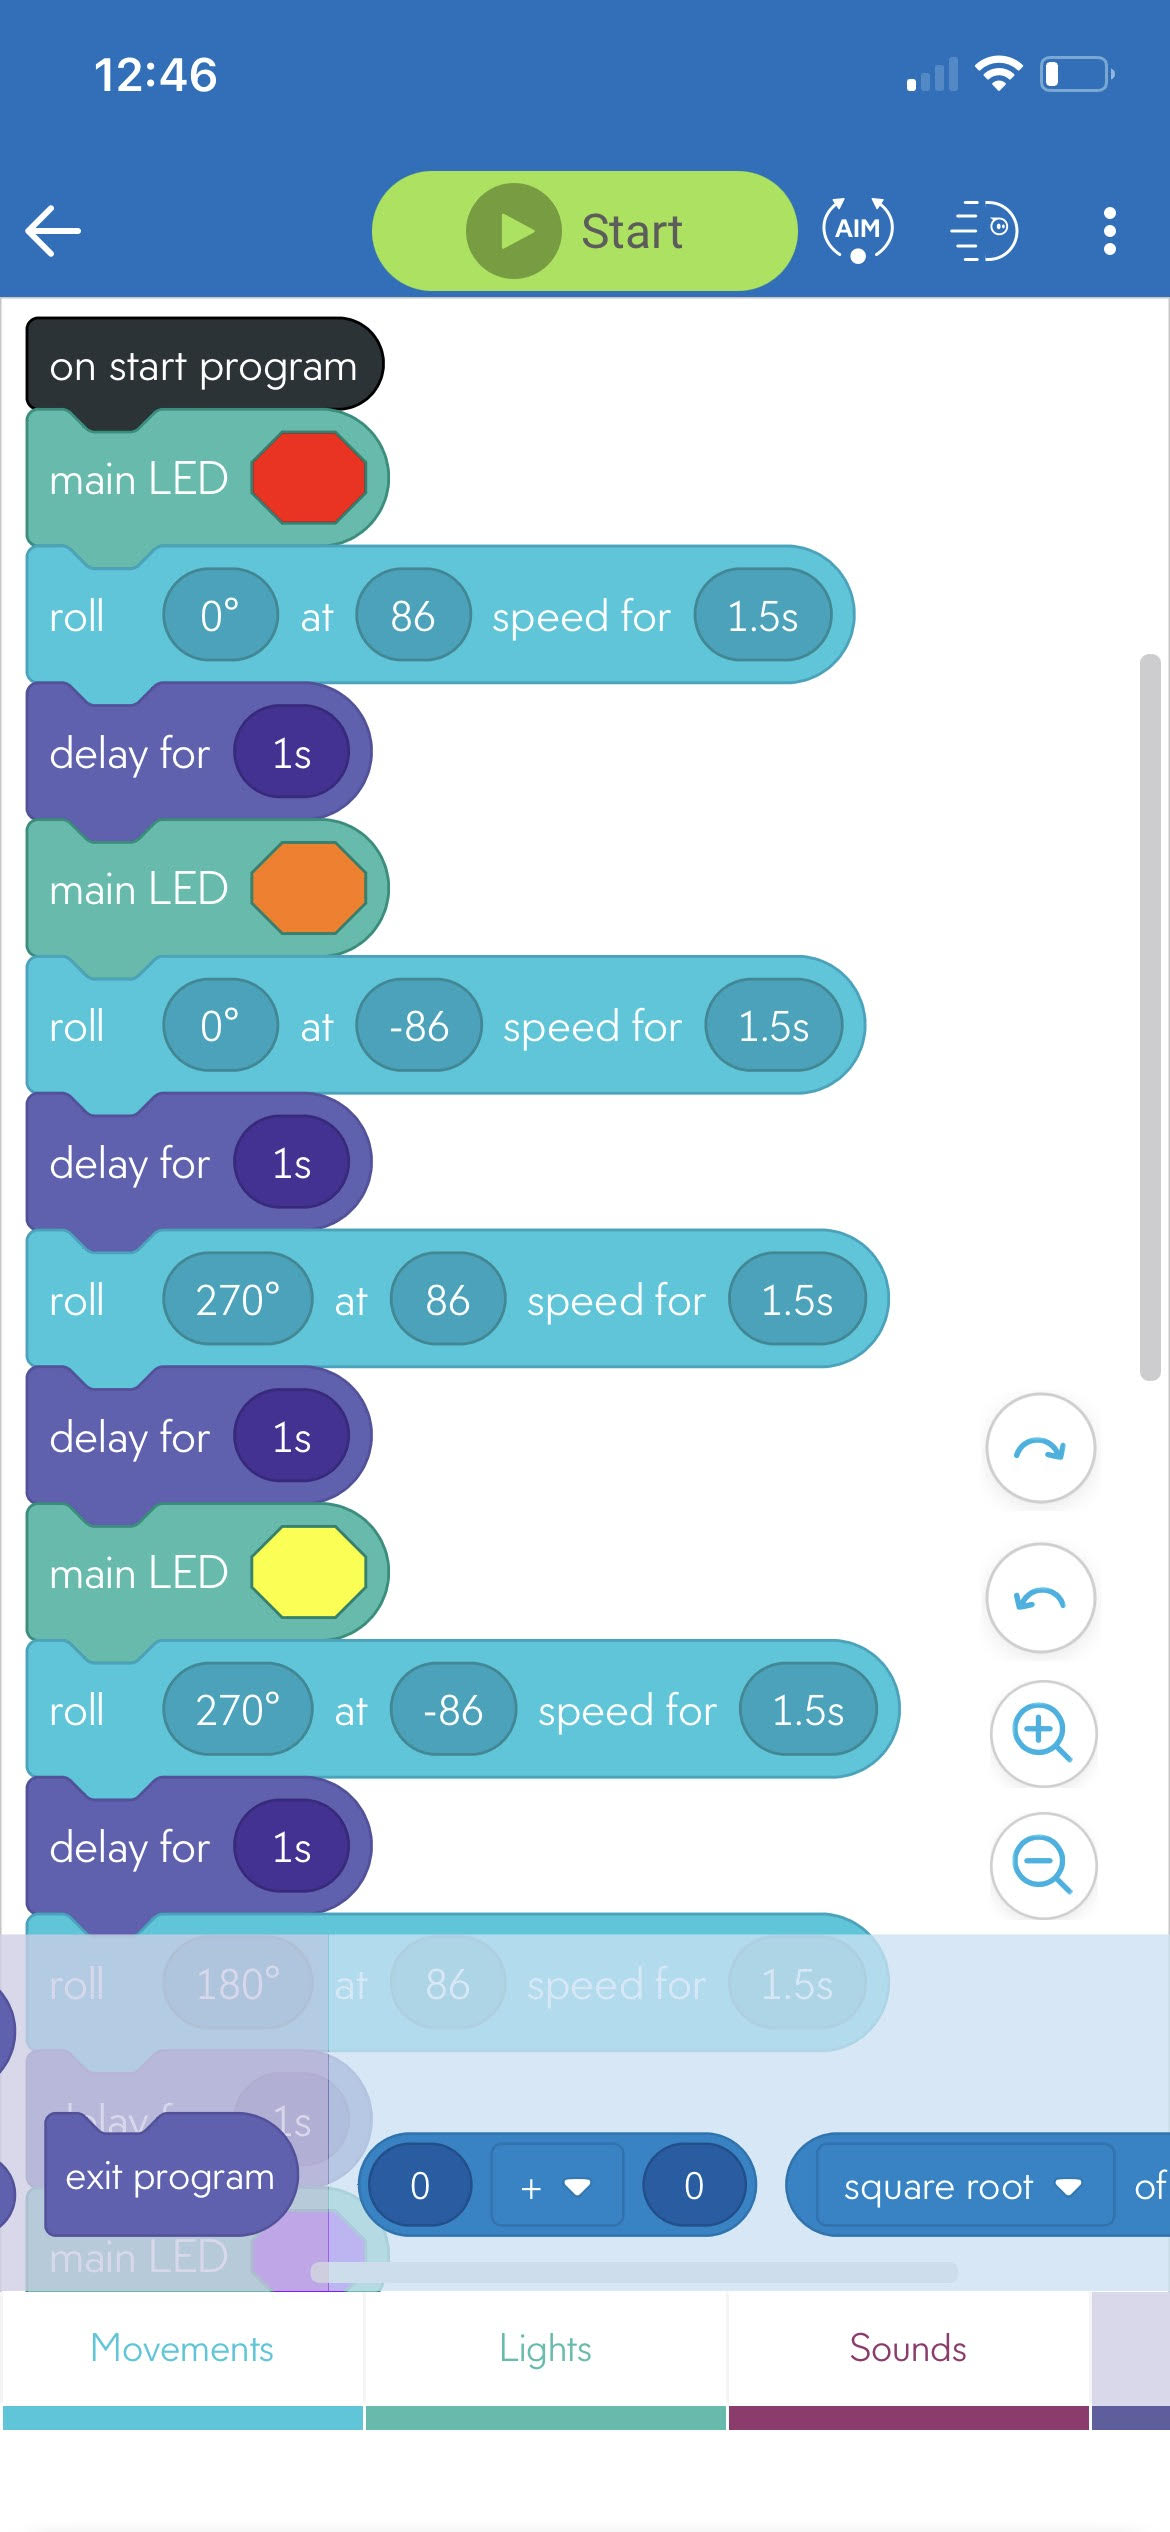 12:46
Start
AIM
on start program
main LED
roll 0° at 86 speed for 1.5s
delay for 1s
main LED
roll 0° at -86 speed for 1.5s
delay for 1s
roll 270° at 86 speed for 1.5s
delay for 1s
main LED
roll 270° at -86 speed for 1.5s
delay for 1s
roll 180° at 86 speed for 1.5s
delay 1s
exit program 0 + 0 square root of
main LED
Movements Lights Sounds